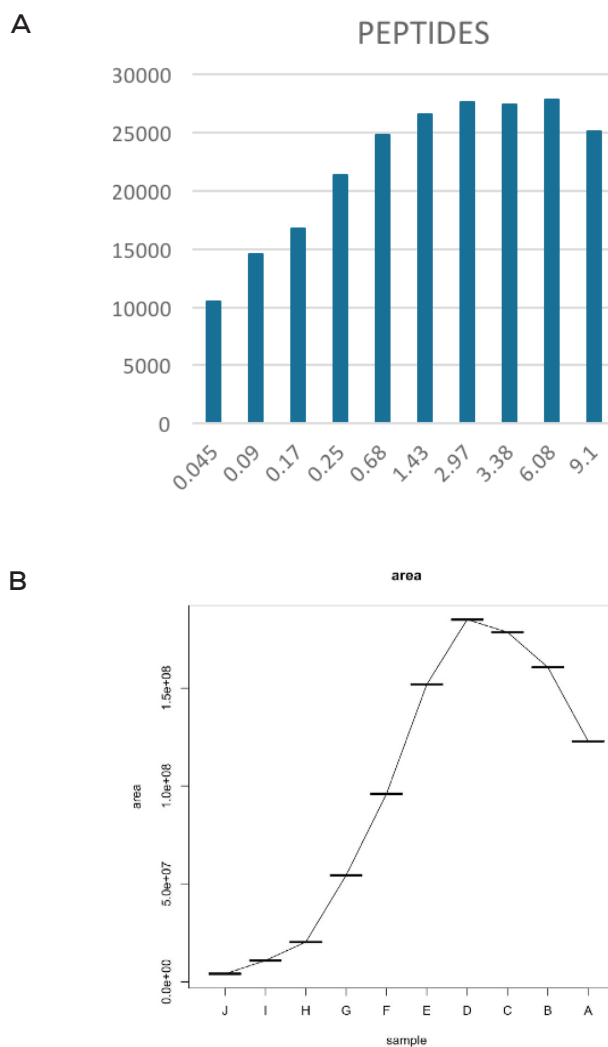 A
PEPTIDES
30000
25000
20000
15000
10000
5000
0
0.045 0.09 0.17 0.25 0.68 1.43 2.97 3.38 6.08 9.1
B
area
area
1.5e+08
1.0e+08
5.0e+07
0.0e+00
J I H G F E D C B A
sample